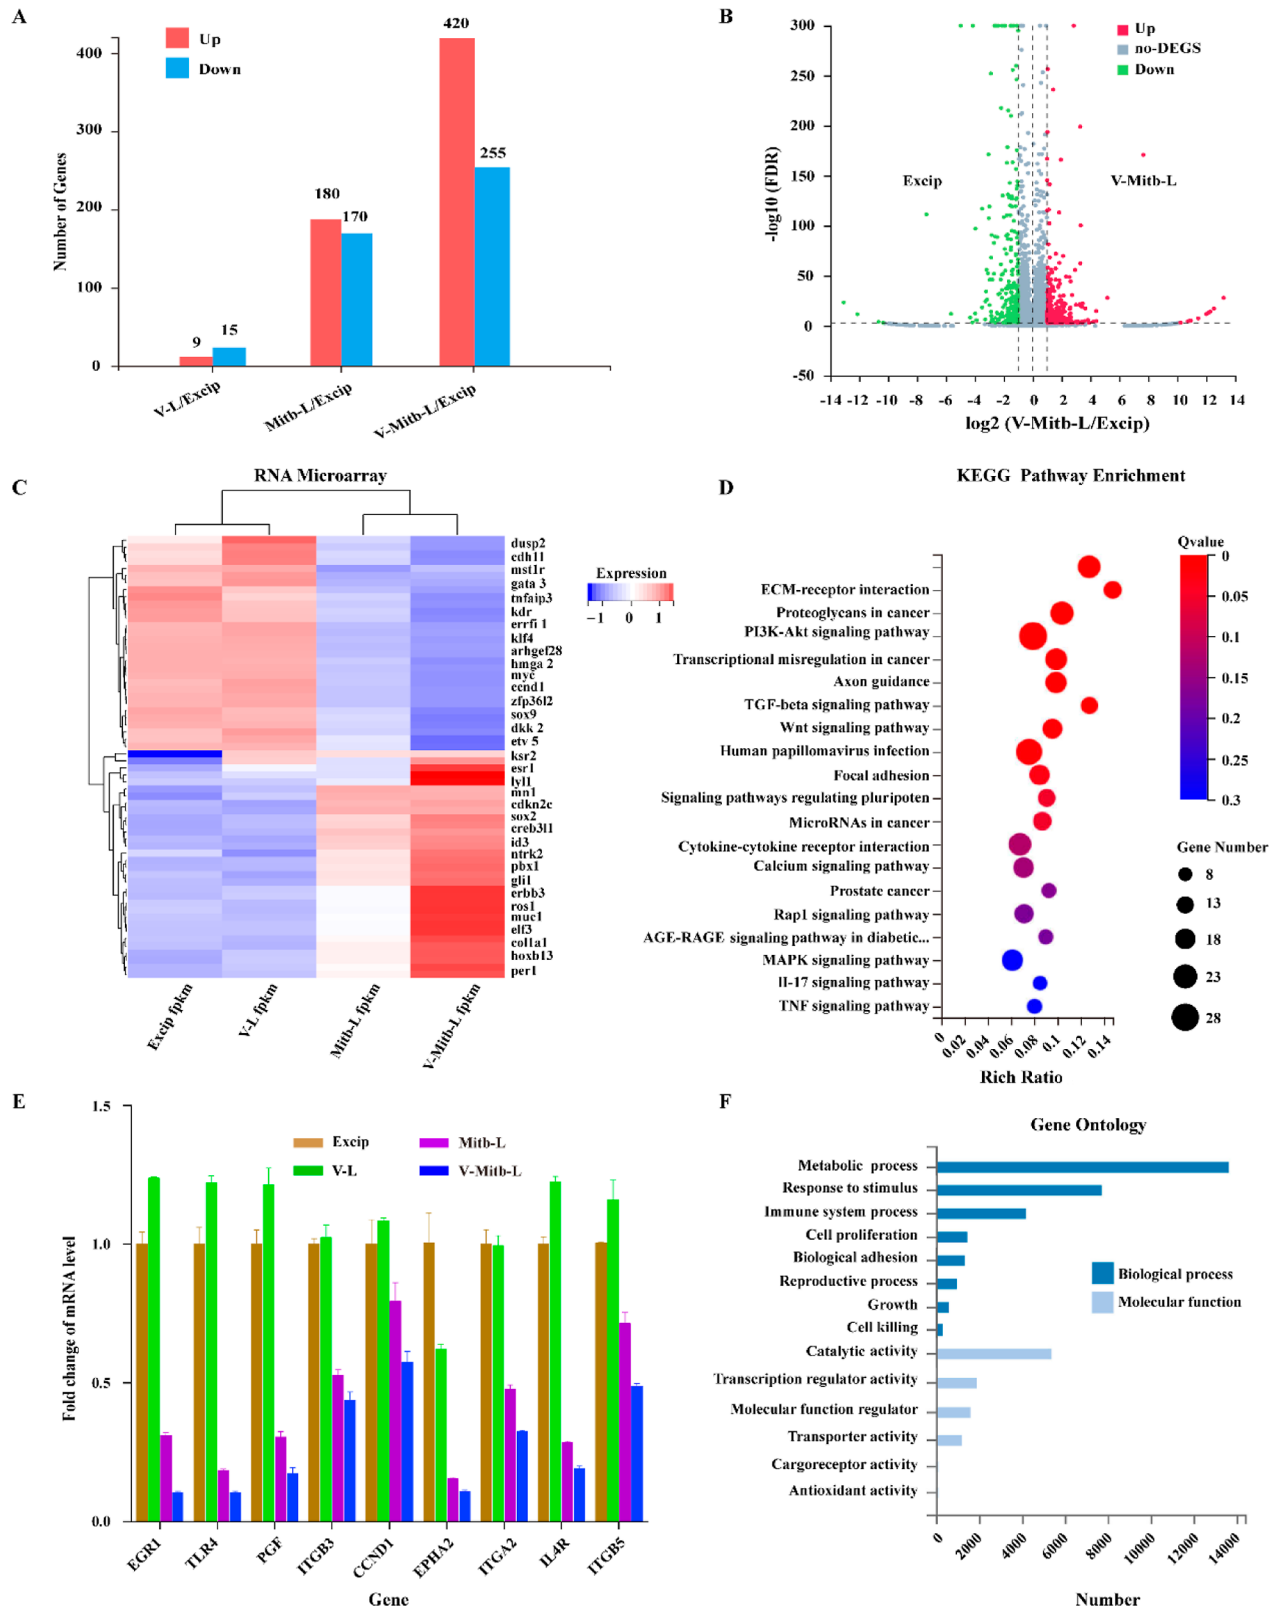 A
Up
Down
Number of Genes
400
300
200
100
0
9
15
180
170
420
255
V-L/Excip
Mitb-L/Excip
V-Mitb-L/Excip
B
Up
no-DEGS
Down
-log10 (FDR)
300
250
200
150
100
50
0
-50
Excip
V-Mitb-L
-14 -12 -10 -8 -6 -4 -2 0 2 4 6 8 10 12 14
log2 (V-Mitb-L/Excip)
C
RNA Microarray
dusp2
cdh11
mst1r
gata 3
tnfaip3
kdr
errfi 1
klf4
arhgef28
hmga 2
myc
ccnd1
zfp36l2
sox9
dkk 2
etv 5
ksr2
esr1
lyl1
mn1
cdkn2c
sox2
creb3l1
id3
ntrk2
pbx1
gli1
erbb3
ros1
muc1
elf3
col1a1
hoxb13
per1
Expression
−1 0 1
Excip fpkm
V-L fpkm
Mitb-L fpkm
V-Mitb-L fpkm
D
KEGG Pathway Enrichment
ECM-receptor interaction
Proteoglycans in cancer
PI3K-Akt signaling pathway
Transcriptional misregulation in cancer
Axon guidance
TGF-beta signaling pathway
Wnt signaling pathway
Human papillomavirus infection
Focal adhesion
Signaling pathways regulating pluripoten
MicroRNAs in cancer
Cytokine-cytokine receptor interaction
Calcium signaling pathway
Prostate cancer
Rap1 signaling pathway
AGE-RAGE signaling pathway in diabetic...
MAPK signaling pathway
Il-17 signaling pathway
TNF signaling pathway
0 0.02 0.04 0.06 0.08 0.1 0.12 0.14
Rich Ratio
Qvalue
0
0.05
0.1
0.15
0.2
0.25
0.3
Gene Number
8
13
18
23
28
E
Fold change of mRNA level
1.5
1.0
0.5
0.0
Excip
V-L
Mitb-L
V-Mitb-L
EGR1
TLR4
PGF
ITGB3
CCND1
EPHA2
ITGA2
IL4R
ITGB5
Gene
F
Gene Ontology
Metabolic process
Response to stimulus
Immune system process
Cell proliferation
Biological adhesion
Reproductive process
Growth
Cell killing
Catalytic activity
Transcription regulator activity
Molecular function regulator
Transporter activity
Cargoreceptor activity
Antioxidant activity
Biological process
Molecular function
0 2000 4000 6000 8000 10000 12000 14000
Number